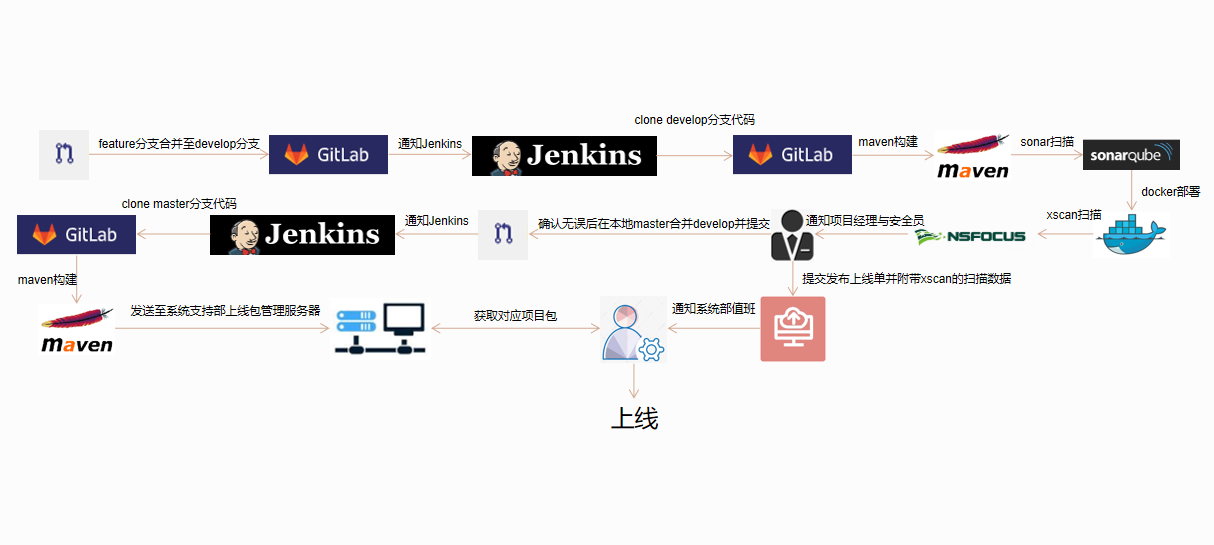 clone develop分支代码
feature分支合并至develop分支
GitLab
通知Jenkins
Jenkins
GitLab
maven构建
maven
sonar扫描
sonarqube
docker部署
clone master分支代码
GitLab
Jenkins
通知Jenkins
确认无误后在本地master合并develop并提交
通知项目经理与安全员
NSFOCUS
xscan扫描
maven构建
提交发布上线单并附带xscan的扫描数据
maven
发送至系统支持部上线包管理服务器
获取对应项目包
通知系统部值班
上线